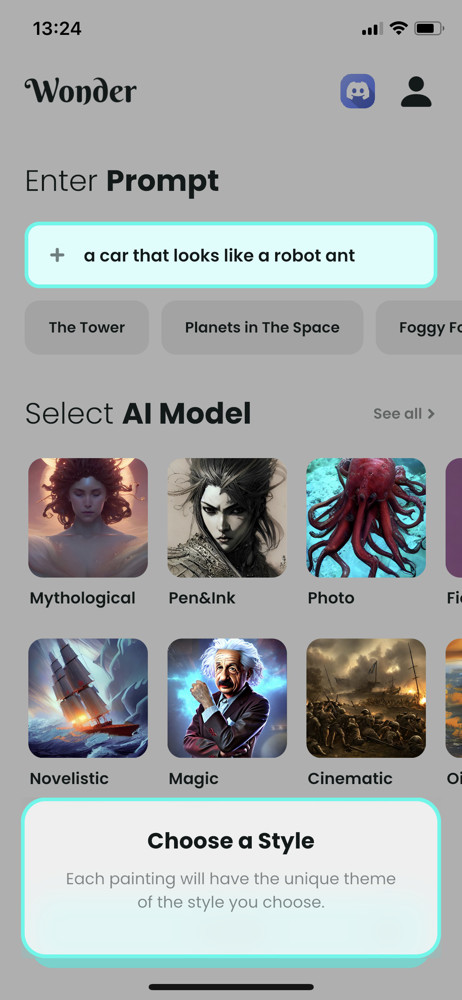 13:24
Wonder
Enter Prompt
a car that looks like a robot ant
The Tower
Planets in The Space
Foggy Fo
Select AI Model
See all
Mythological
Pen&Ink
Photo
Fi
Novelistic
Magic
Cinematic
Oi
Choose a Style
Each painting will have the unique theme
of the style you choose.